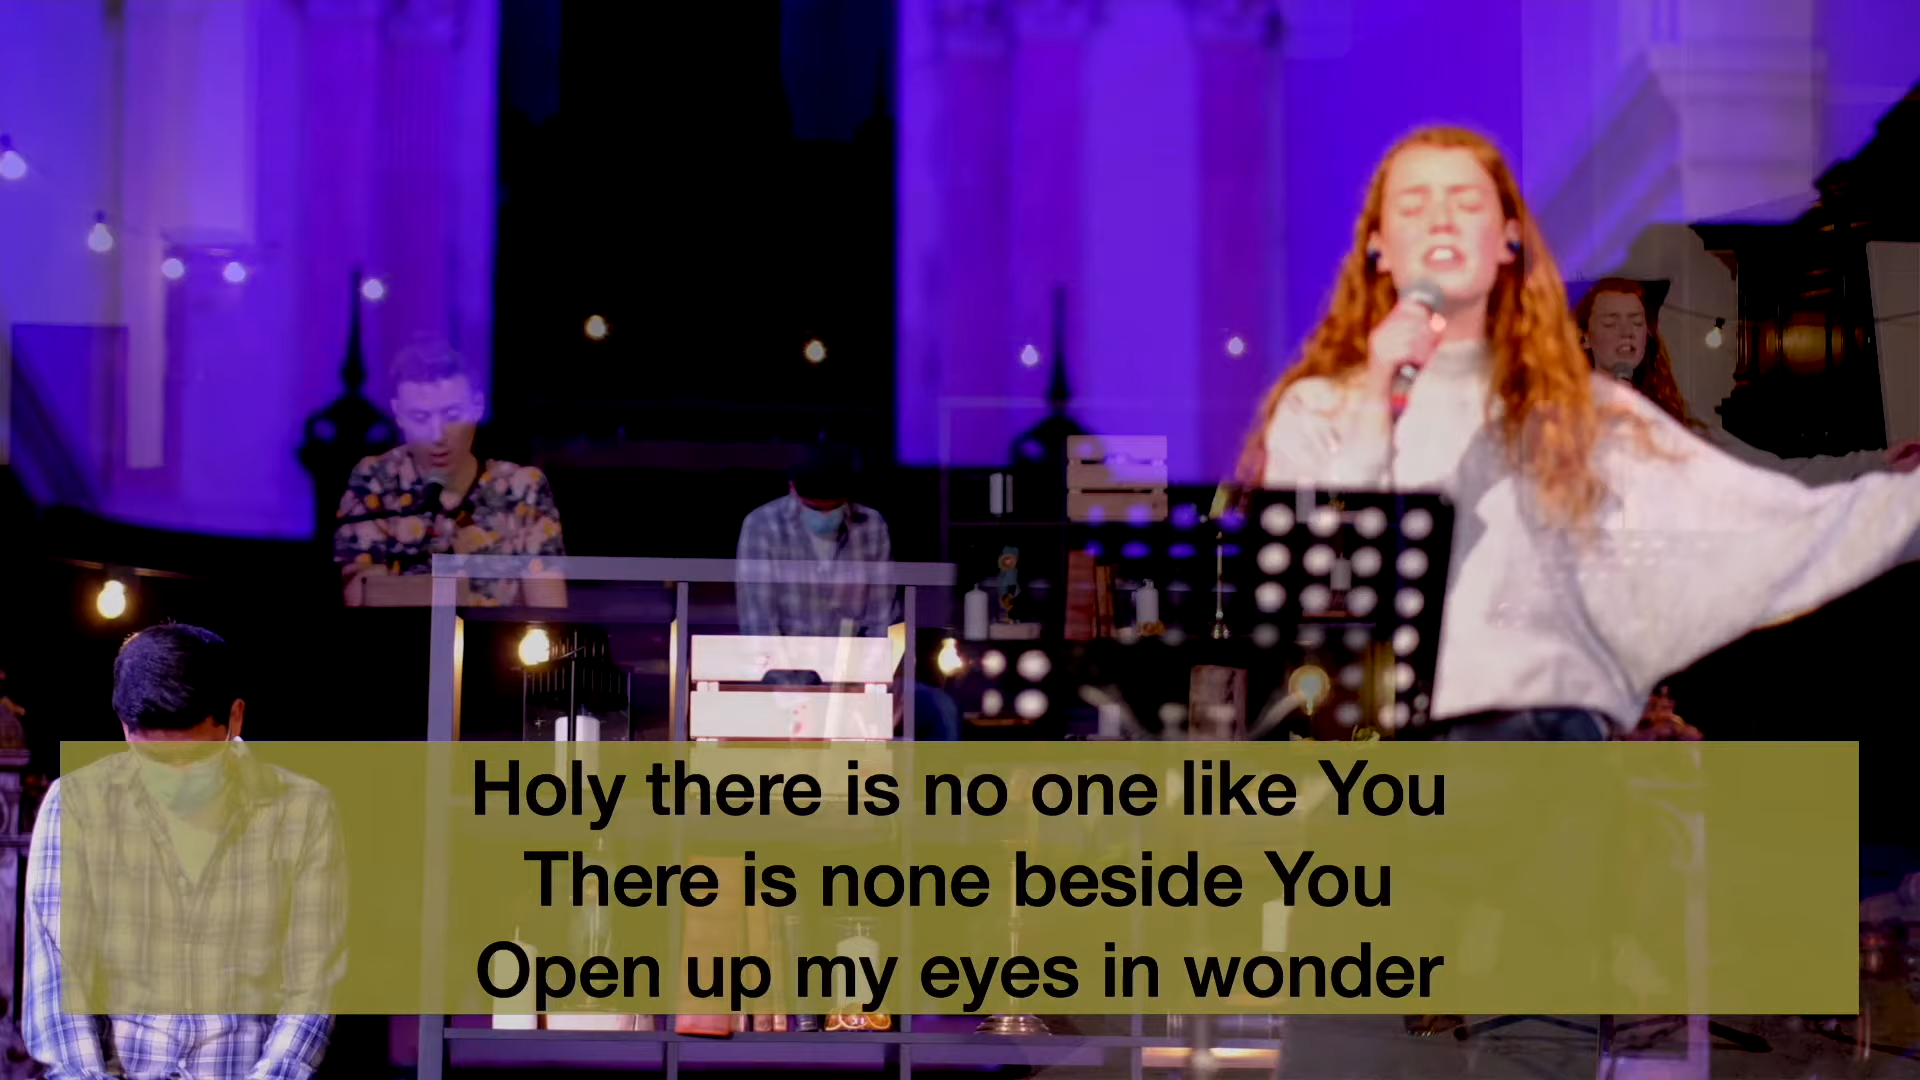 Holy there is no one like You
There is none beside You
Open up my eyes in wonder